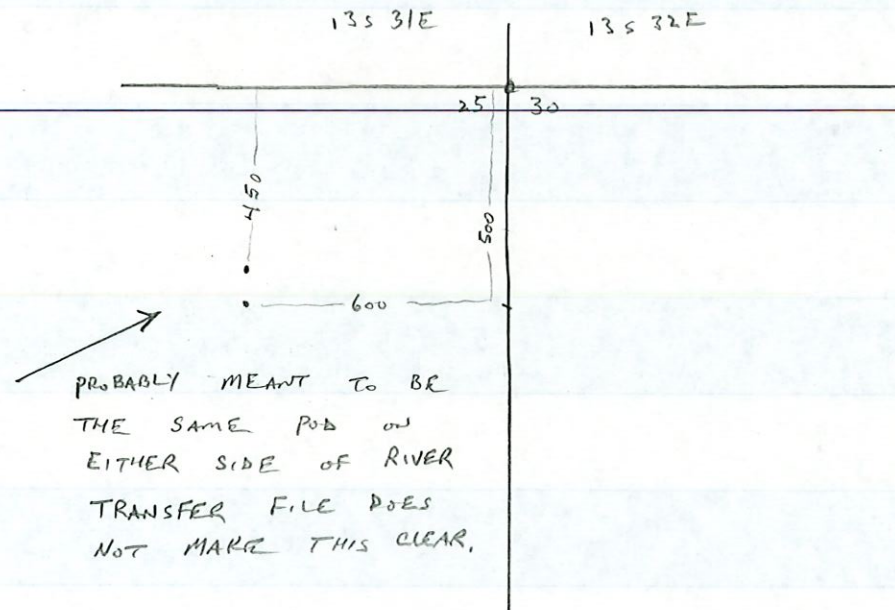 13S 31E
13S 32E
25
30
450
500
600
PROBABLY MEANT TO BE
THE SAME POD ON
EITHER SIDE OF RIVER
TRANSFER FILE DOES
NOT MAKE THIS CLEAR.